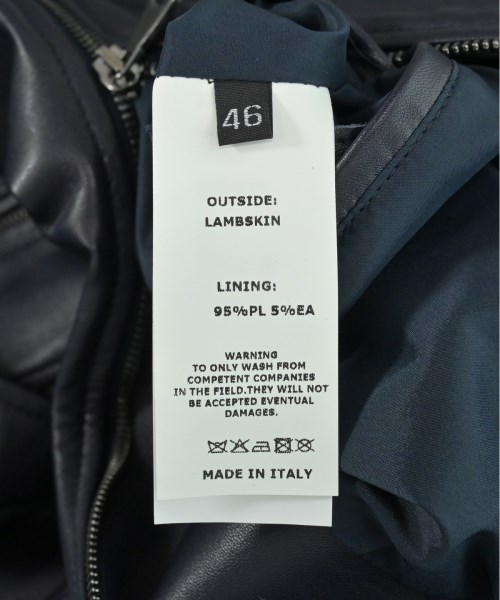 46
OUTSIDE:
LAMBSKIN
LINING:
95%PL 5%EA
WARNING
TO ONLY WASH FROM
COMPETENT COMPANIES
IN THE FIELD.THEY WILL NOT
BE ACCEPTED EVENTUAL
DAMAGES.
MADE IN ITALY